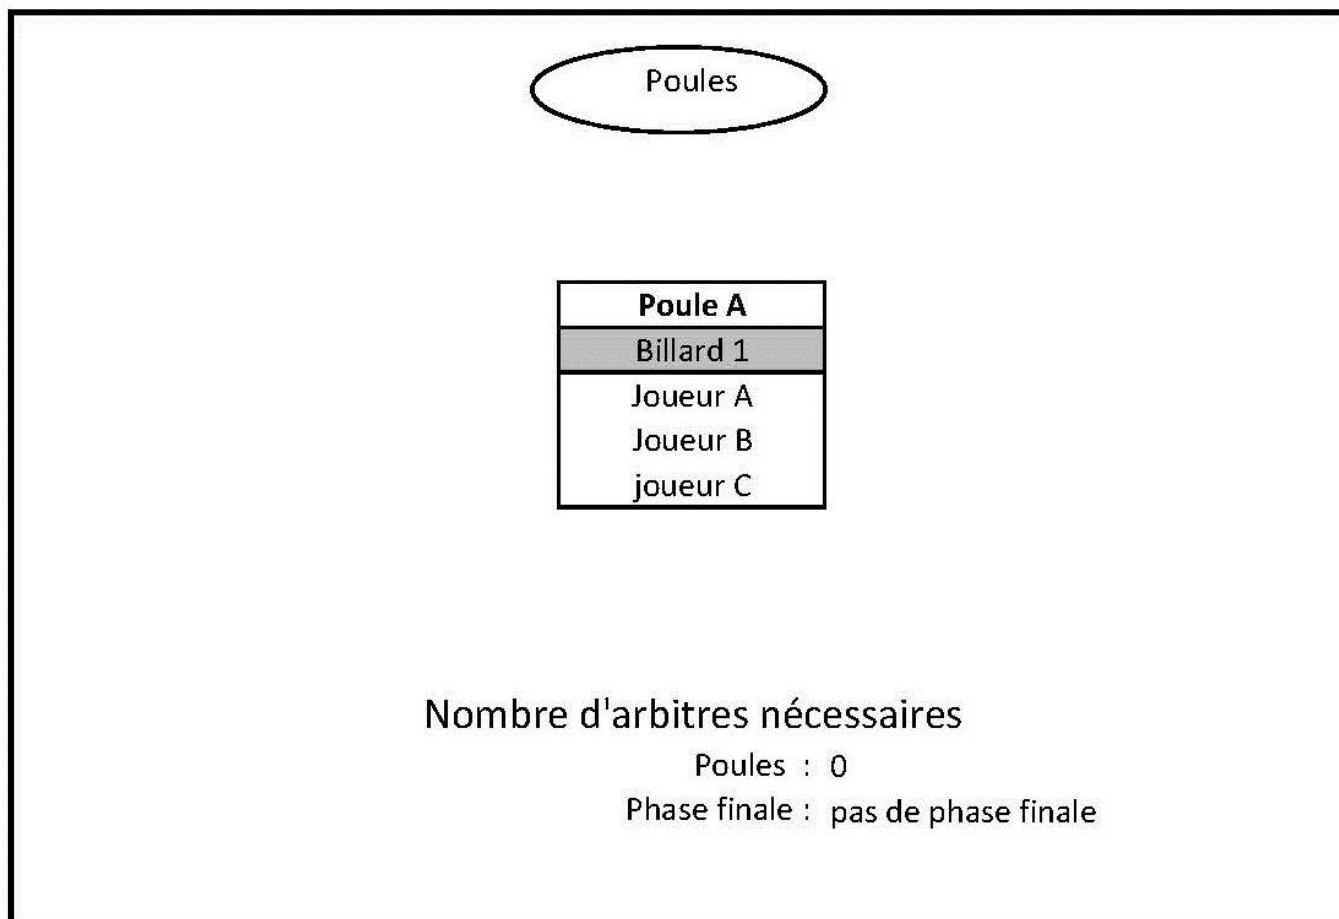 Poules
Poule A
Billard 1
Joueur A
Joueur B
joueur C
Nombre d'arbitres nécessaires
Poules : 0
Phase finale : pas de phase finale